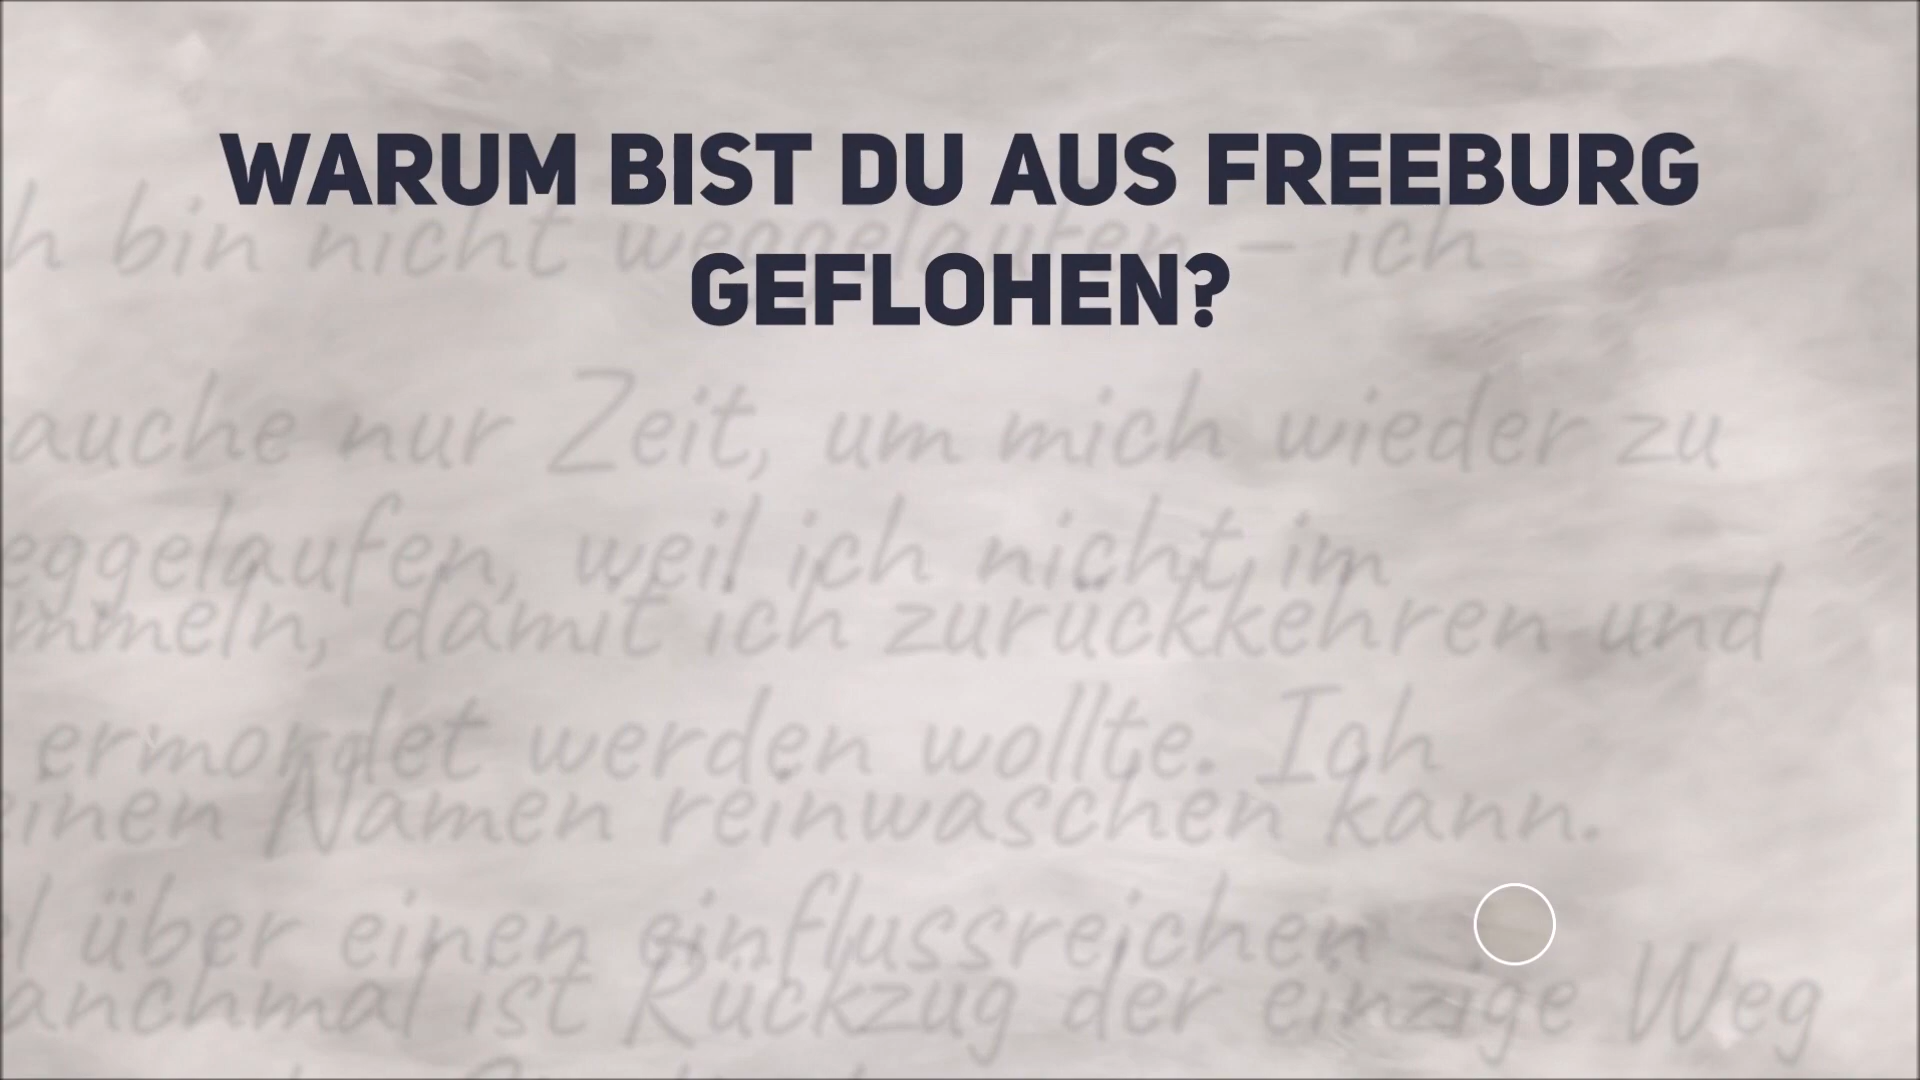 WARUM BIST DU AUS FREEBURG
h bin nicht weggelaufen – ich
GEFLOHEN?
auche nur Zeit, um mich wieder zu
eggelaufen, weil ich nicht im
mmeln, damit ich zurückkehren und
ermordet werden wollte. Ich
inen Namen reinwaschen kann.
l über einen einflussreichen
anchmal ist Rückzug der einzige Weg